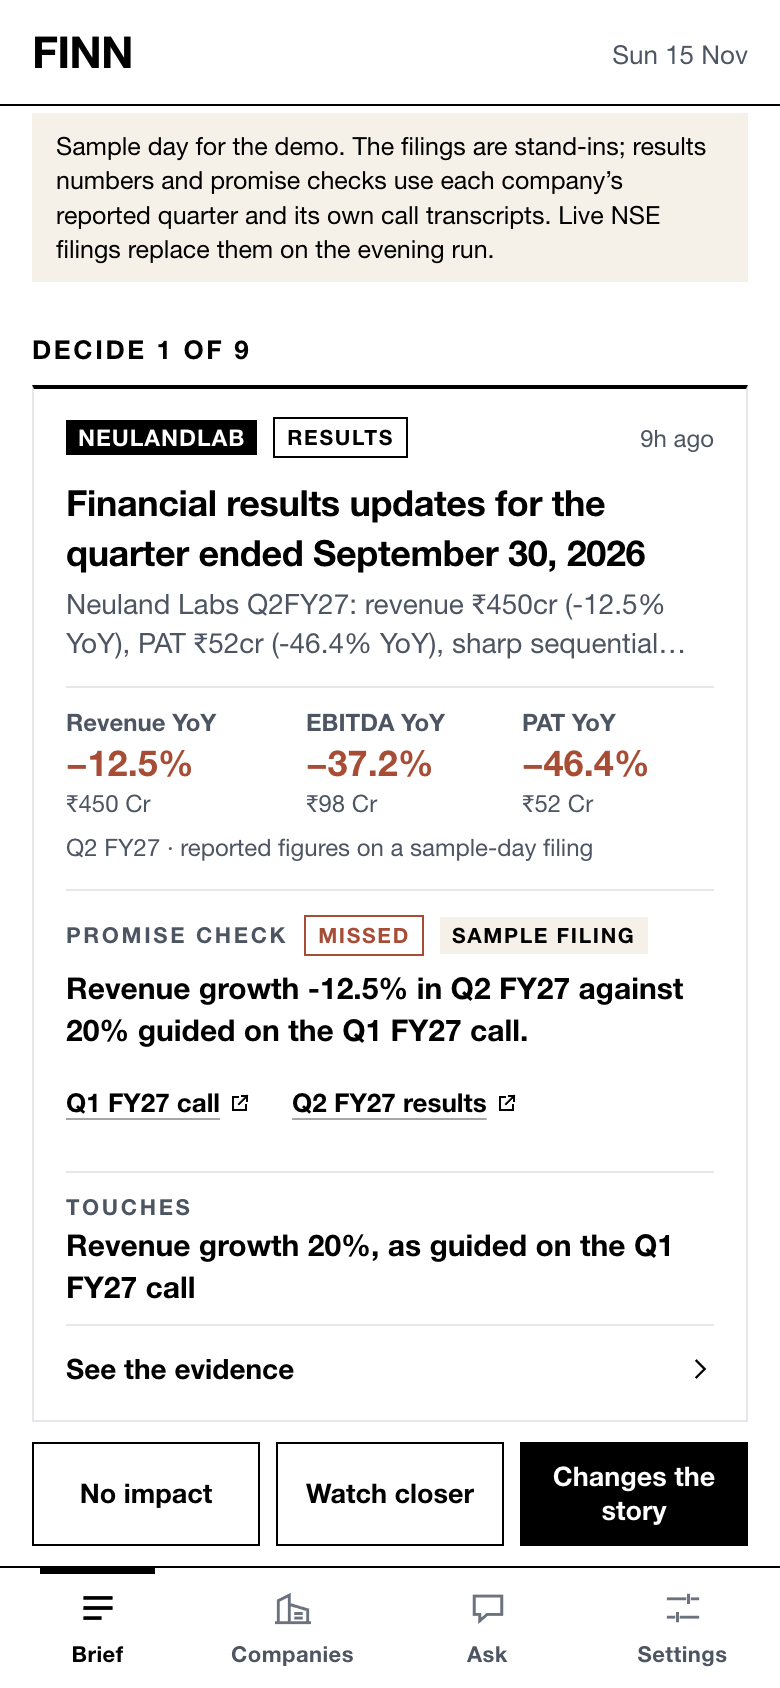 FINN
Sun 15 Nov
Sample day for the demo. The filings are stand-ins; results
numbers and promise checks use each company’s
reported quarter and its own call transcripts. Live NSE
filings replace them on the evening run.
DECIDE 1 OF 9
NEULANDLAB RESULTS 9h ago
Financial results updates for the
quarter ended September 30, 2026
Neuland Labs Q2FY27: revenue ₹450cr (-12.5%
YoY), PAT ₹52cr (-46.4% YoY), sharp sequential…
Revenue YoY EBITDA YoY PAT YoY
–12.5% –37.2% –46.4%
₹450 Cr ₹98 Cr ₹52 Cr
Q2 FY27 · reported figures on a sample-day filing
PROMISE CHECK MISSED SAMPLE FILING
Revenue growth -12.5% in Q2 FY27 against
20% guided on the Q1 FY27 call.
Q1 FY27 call Q2 FY27 results
TOUCHES
Revenue growth 20%, as guided on the Q1
FY27 call
See the evidence
No impact Watch closer Changes the
story
Brief Companies Ask Settings